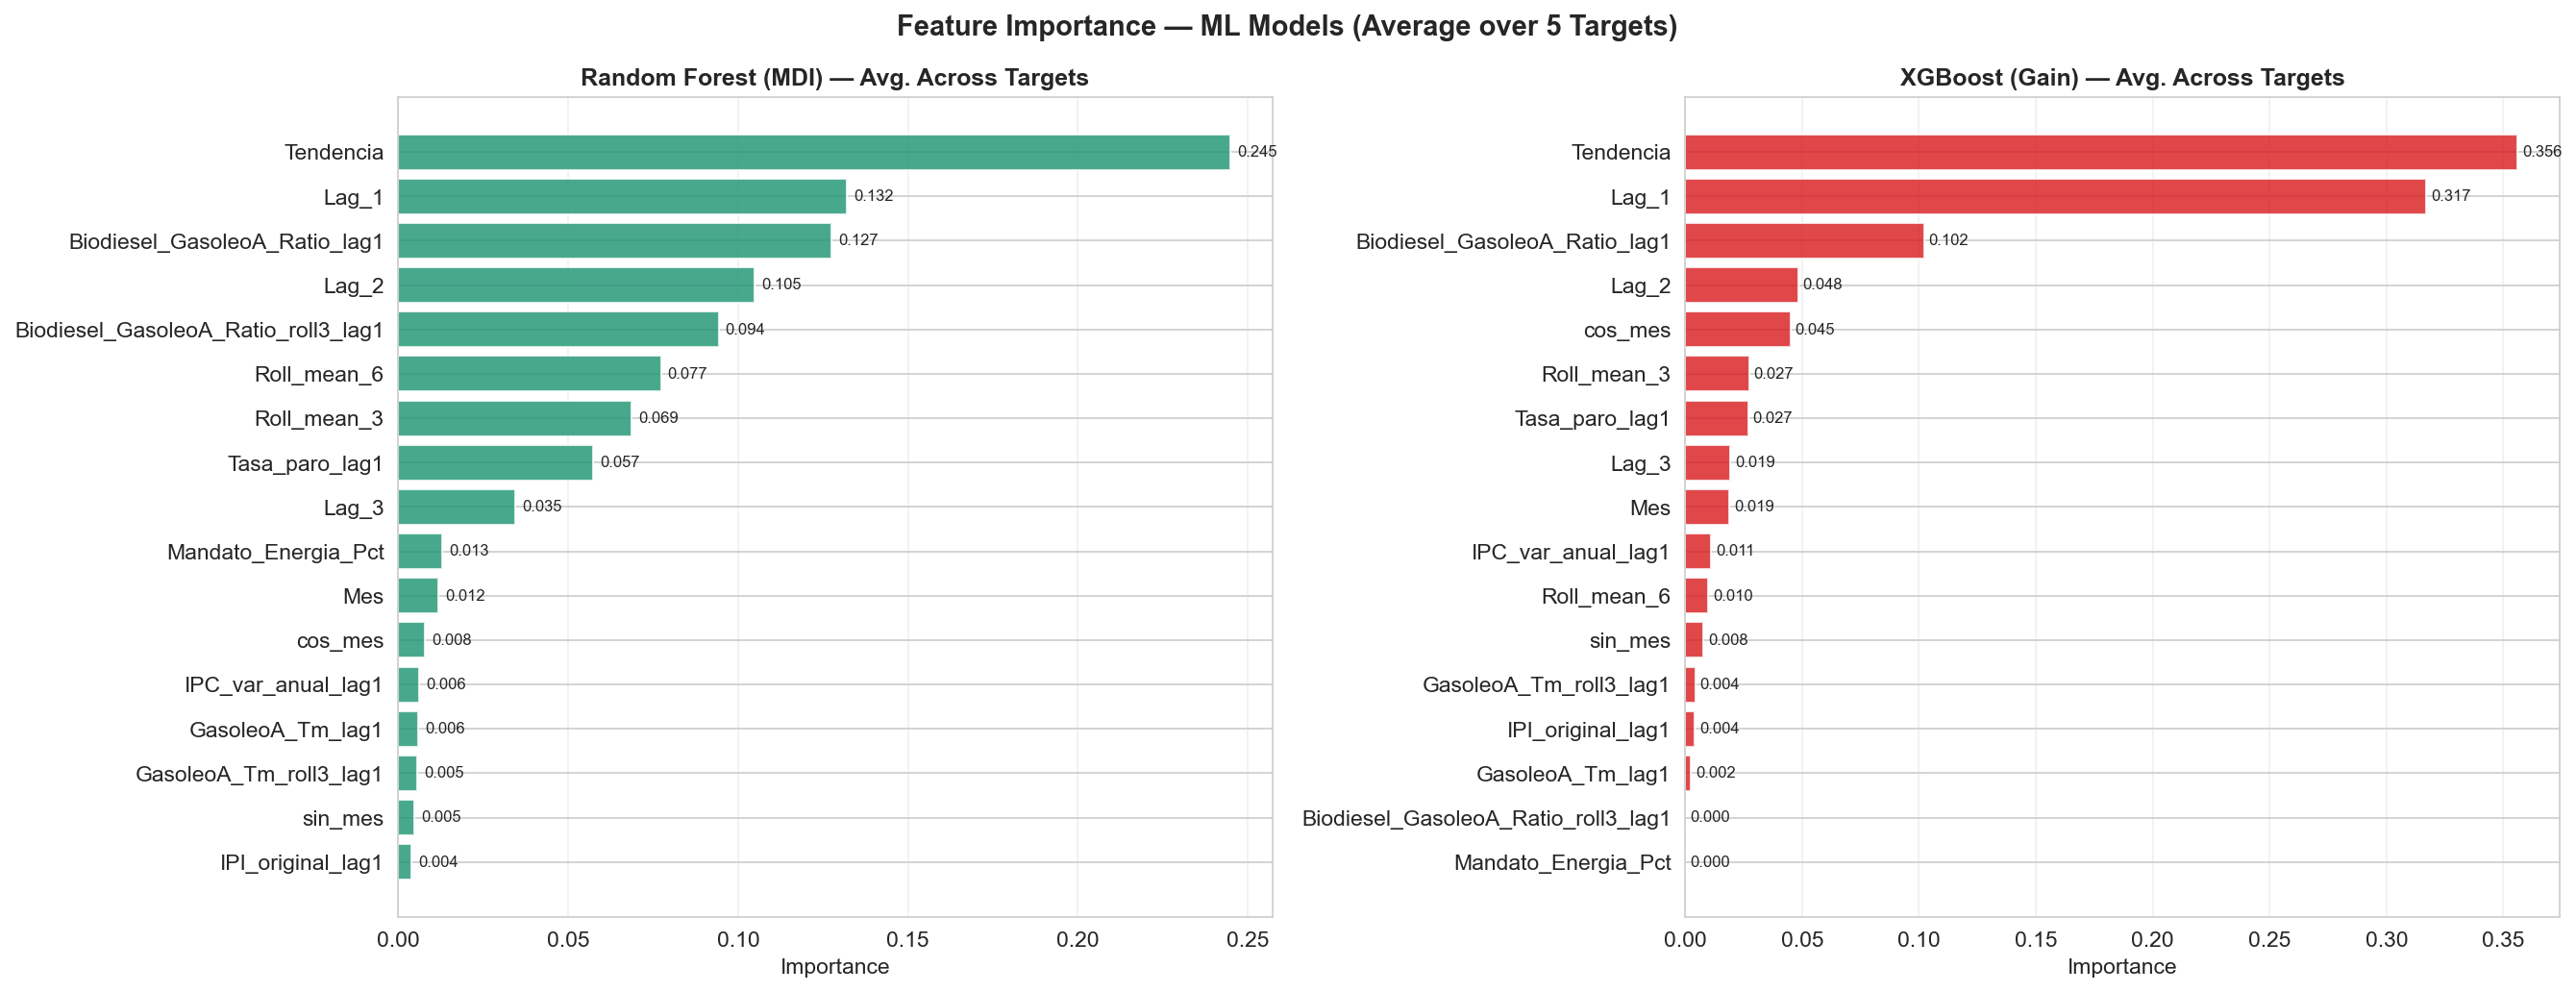 Feature Importance — ML Models (Average over 5 Targets)
Random Forest (MDI) — Avg. Across Targets
Tendencia 0.245
Lag_1 0.132
Biodiesel_GasoleoA_Ratio_lag1 0.127
Lag_2 0.105
Biodiesel_GasoleoA_Ratio_roll3_lag1 0.094
Roll_mean_6 0.077
Roll_mean_3 0.069
Tasa_paro_lag1 0.057
Lag_3 0.035
Mandato_Energia_Pct 0.013
Mes 0.012
cos_mes 0.008
IPC_var_anual_lag1 0.006
GasoleoA_Tm_lag1 0.006
GasoleoA_Tm_roll3_lag1 0.005
sin_mes 0.005
IPI_original_lag1 0.004
0.00 0.05 0.10 0.15 0.20 0.25
Importance
XGBoost (Gain) — Avg. Across Targets
Tendencia 0.356
Lag_1 0.317
Biodiesel_GasoleoA_Ratio_lag1 0.102
Lag_2 0.048
cos_mes 0.045
Roll_mean_3 0.027
Tasa_paro_lag1 0.027
Lag_3 0.019
Mes 0.019
IPC_var_anual_lag1 0.011
Roll_mean_6 0.010
sin_mes 0.008
GasoleoA_Tm_roll3_lag1 0.004
IPI_original_lag1 0.004
GasoleoA_Tm_lag1 0.002
Biodiesel_GasoleoA_Ratio_roll3_lag1 0.000
Mandato_Energia_Pct 0.000
0.00 0.05 0.10 0.15 0.20 0.25 0.30 0.35
Importance